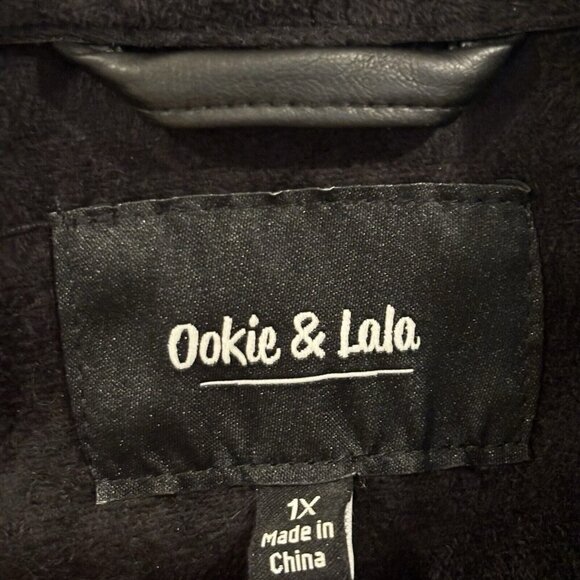 Ookie & Lala
1X
Made in
China